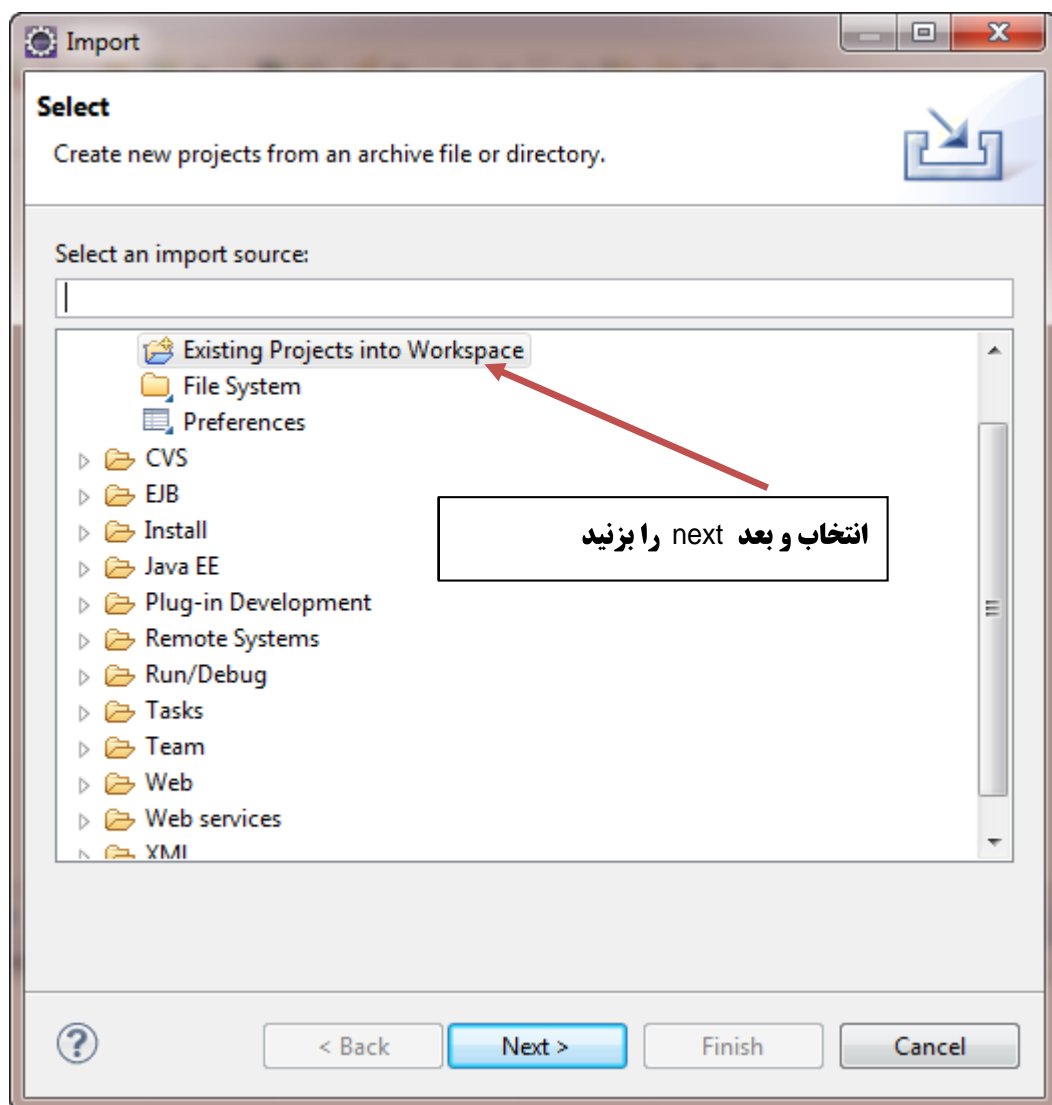 Import
Select
Create new projects from an archive file or directory.
Select an import source:
Existing Projects into Workspace
File System
Preferences
CVS
EJB
Install
انتخاب و بعد next را بزنید
Java EE
Plug-in Development
Remote Systems
Run/Debug
Tasks
Team
Web
Web services
XML
< Back
Next >
Finish
Cancel